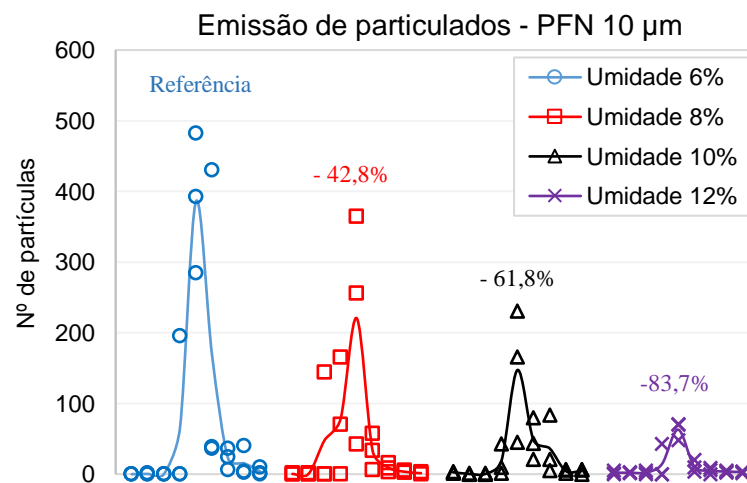 Emissão de particulados - PFN 10 µm
600
500
400
300
200
100
0
Nº de partículas
Referência
- 42,8%
- 61,8%
-83,7%
Umidade 6%
Umidade 8%
Umidade 10%
Umidade 12%